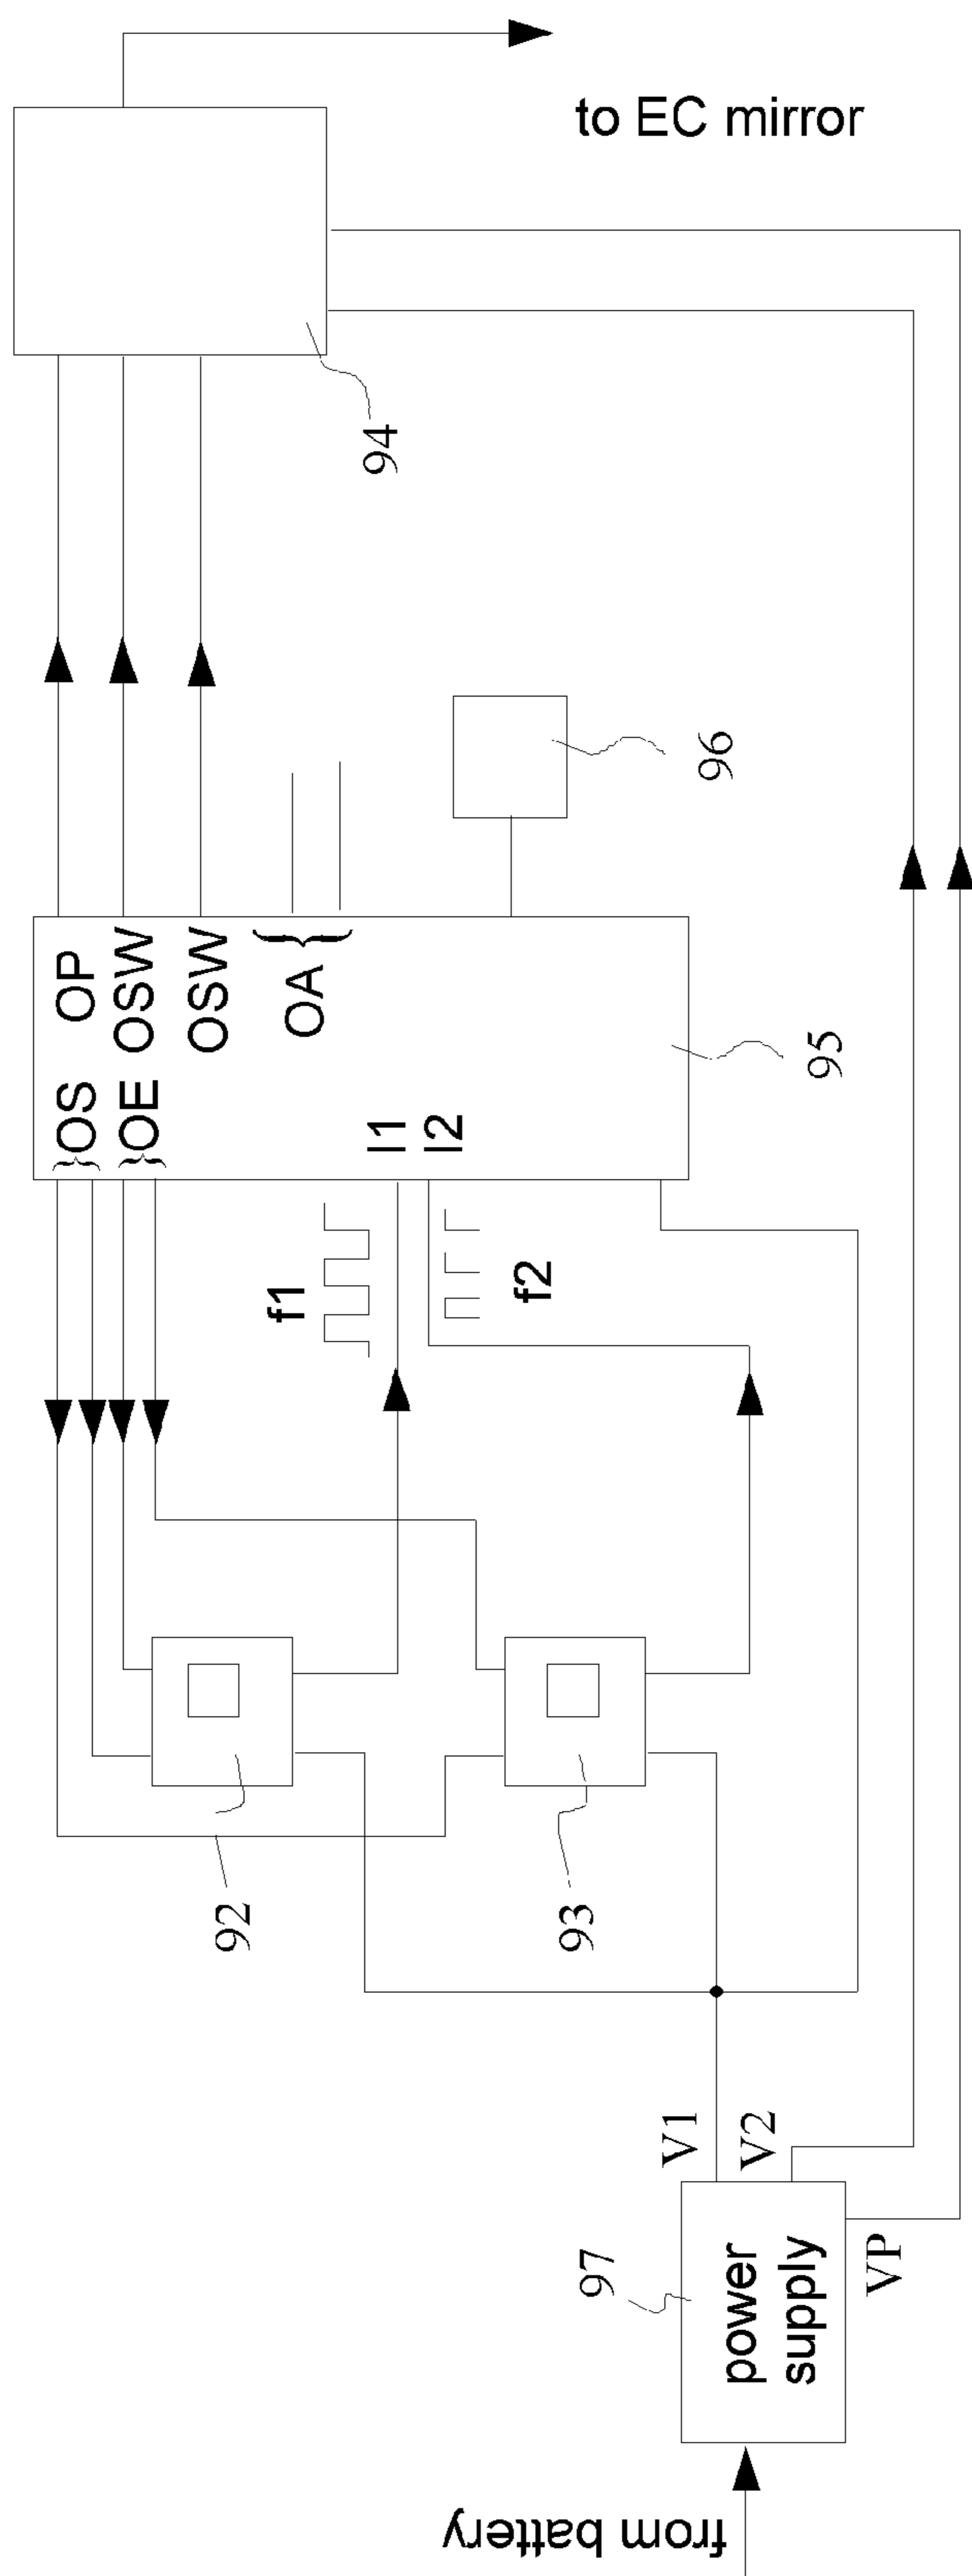 to EC mirror
94
OP
OSW
OSW
OA
}
}OS
}OE
I1
I2
95
96
f1
f2
92
93
V1
V2
VP
97
power
supply
from battery